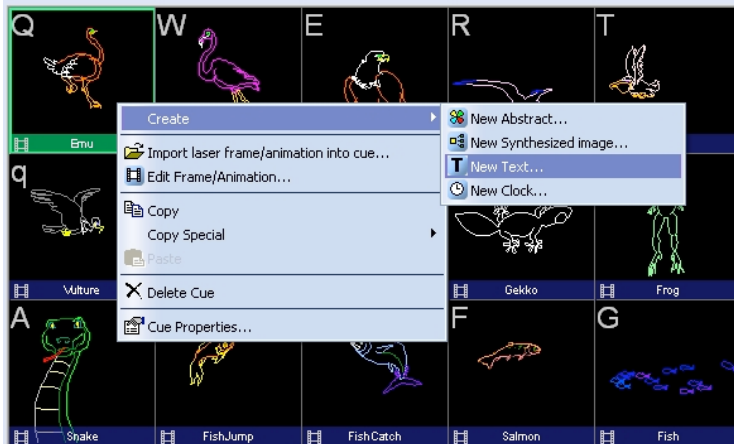 Q
W
E
R
T
Emu
Create
Import laser frame/animation into cue...
Edit Frame/Animation...
Copy
Copy Special
Paste
Delete Cue
Cue Properties...
New Abstract...
New Synthesized image...
New Text...
New Clock...
q
Vulture
Gekko
Frog
A
F
G
Snake
FishJump
FishCatch
Salmon
Fish